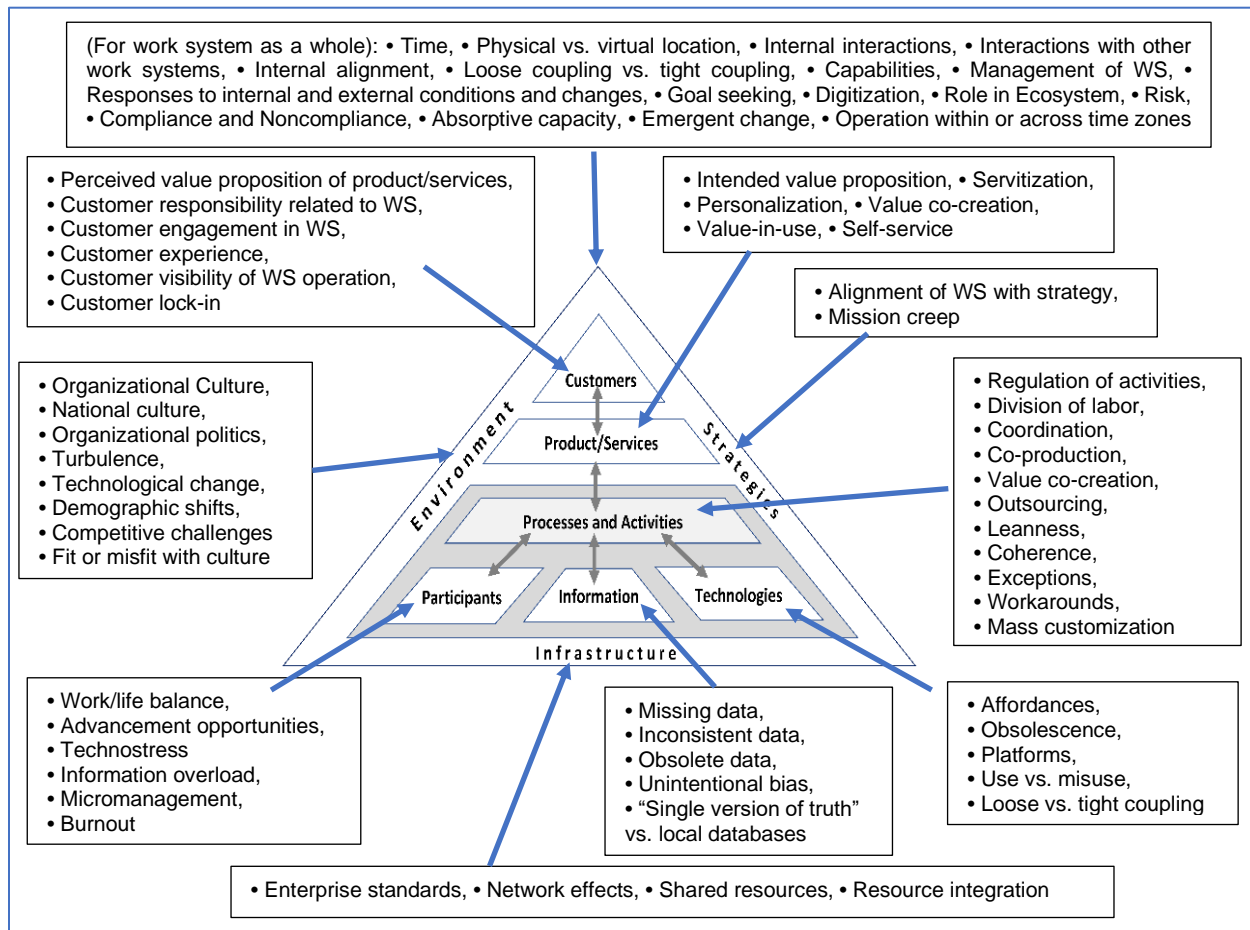 (For work system as a whole): • Time, • Physical vs. virtual location, • Internal interactions, • Interactions with other
work systems, • Internal alignment, • Loose coupling vs. tight coupling, • Capabilities, • Management of WS, •
Responses to internal and external conditions and changes, • Goal seeking, • Digitization, • Role in Ecosystem, • Risk,
• Compliance and Noncompliance, • Absorptive capacity, • Emergent change, • Operation within or across time zones
• Perceived value proposition of product/services,
• Customer responsibility related to WS,
• Customer engagement in WS,
• Customer experience,
• Customer visibility of WS operation,
• Customer lock-in
• Intended value proposition, • Servitization,
• Personalization, • Value co-creation,
• Value-in-use, • Self-service
• Alignment of WS with strategy,
• Mission creep
• Organizational Culture,
• National culture,
• Organizational politics,
• Turbulence,
• Technological change,
• Demographic shifts,
• Competitive challenges
• Fit or misfit with culture
Environment
Customers
Product/Services
Strategies
Processes and Activities
Participants
Information
Technologies
Infrastructure
• Regulation of activities,
• Division of labor,
• Coordination,
• Co-production,
• Value co-creation,
• Outsourcing,
• Leanness,
• Coherence,
• Exceptions,
• Workarounds,
• Mass customization
• Work/life balance,
• Advancement opportunities,
• Technostress
• Information overload,
• Micromanagement,
• Burnout
• Missing data,
• Inconsistent data,
• Obsolete data,
• Unintentional bias,
• “Single version of truth”
vs. local databases
• Affordances,
• Obsolescence,
• Platforms,
• Use vs. misuse,
• Loose vs. tight coupling
• Enterprise standards, • Network effects, • Shared resources, • Resource integration